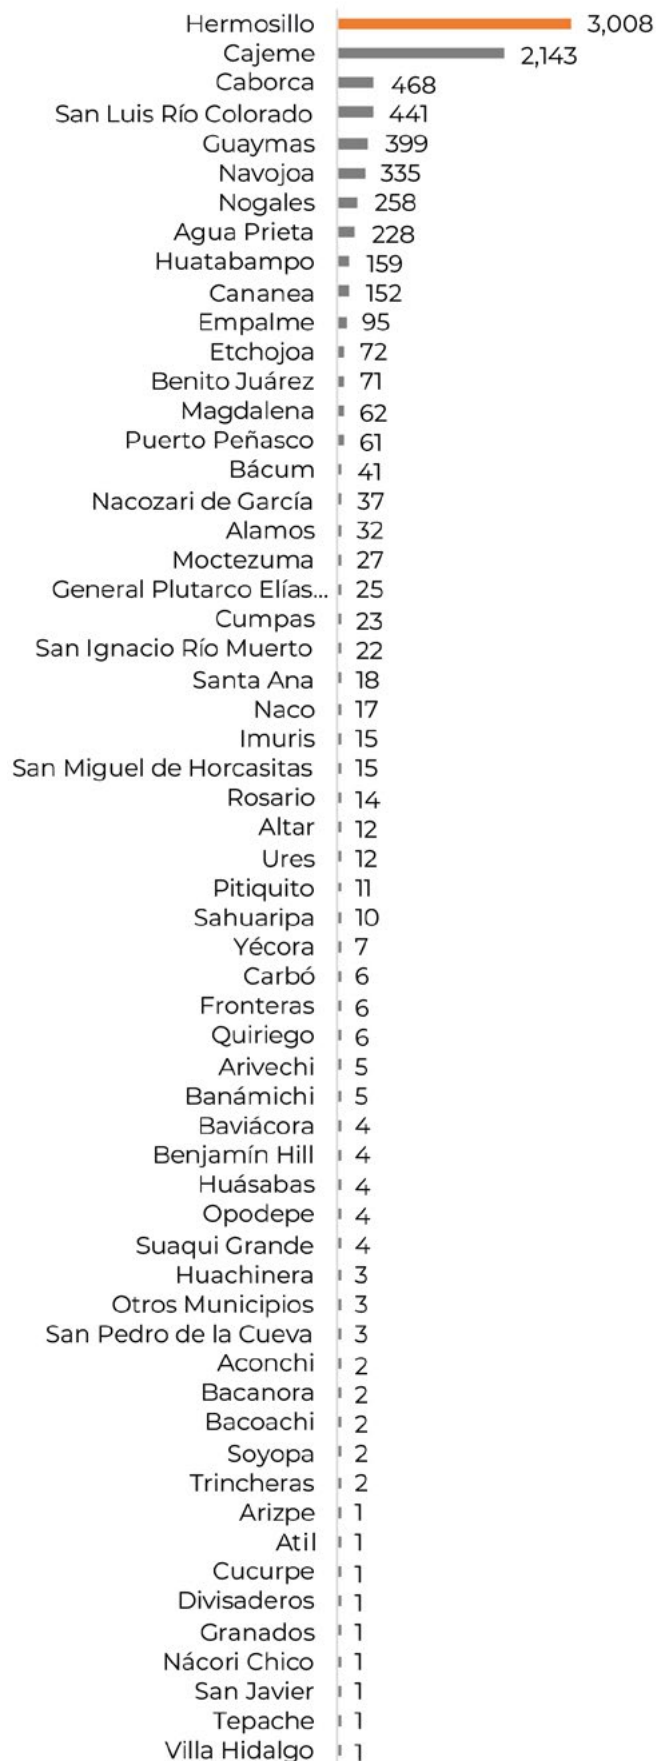 Hermosillo 3,008
Cajeme 2,143
Caborca 468
San Luis Río Colorado 441
Guaymas 399
Navojoa 335
Nogales 258
Agua Prieta 228
Huatabampo 159
Cananea 152
Empalme 95
Etchojoa 72
Benito Juárez 71
Magdalena 62
Puerto Peñasco 61
Bácum 41
Nacozari de García 37
Alamos 32
Moctezuma 27
General Plutarco Elías... 25
Cumpas 23
San Ignacio Río Muerto 22
Santa Ana 18
Naco 17
Imuris 15
San Miguel de Horcasitas 15
Rosario 14
Altar 12
Ures 12
Pitiquito 11
Sahuaripa 10
Yécora 7
Carbó 6
Fronteras 6
Quiriego 6
Arivechi 5
Banámichi 5
Baviácora 4
Benjamín Hill 4
Huásabas 4
Opodepe 4
Suaqui Grande 4
Huachinera 3
Otros Municipios 3
San Pedro de la Cueva 3
Aconchi 2
Bacanora 2
Bacoachi 2
Soyopa 2
Trincheras 2
Arizpe 1
Atil 1
Cucurpe 1
Divisaderos 1
Granados 1
Nácori Chico 1
San Javier 1
Tepache 1
Villa Hidalgo 1